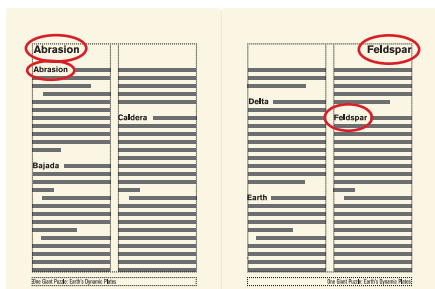 Abrasion
Abrasion
Caldera
Bajada
One Giant Puzzle: Earth's Dynamic Plates
Feldspar
Delta
Feldspar
Earth
One Giant Puzzle: Earth's Dynamic Plates